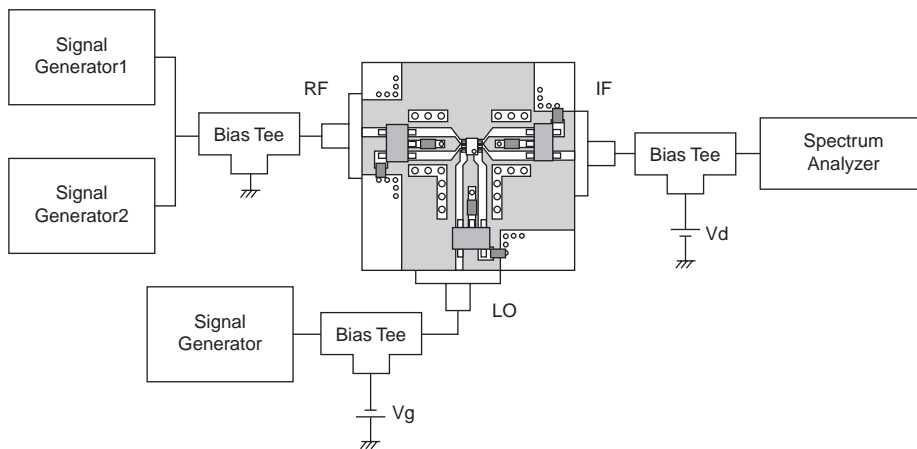 Signal
Generator1
RF
IF
Bias Tee
Bias Tee
Spectrum
Analyzer
Signal
Generator2
Vd
LO
Signal
Generator
Bias Tee
Vg